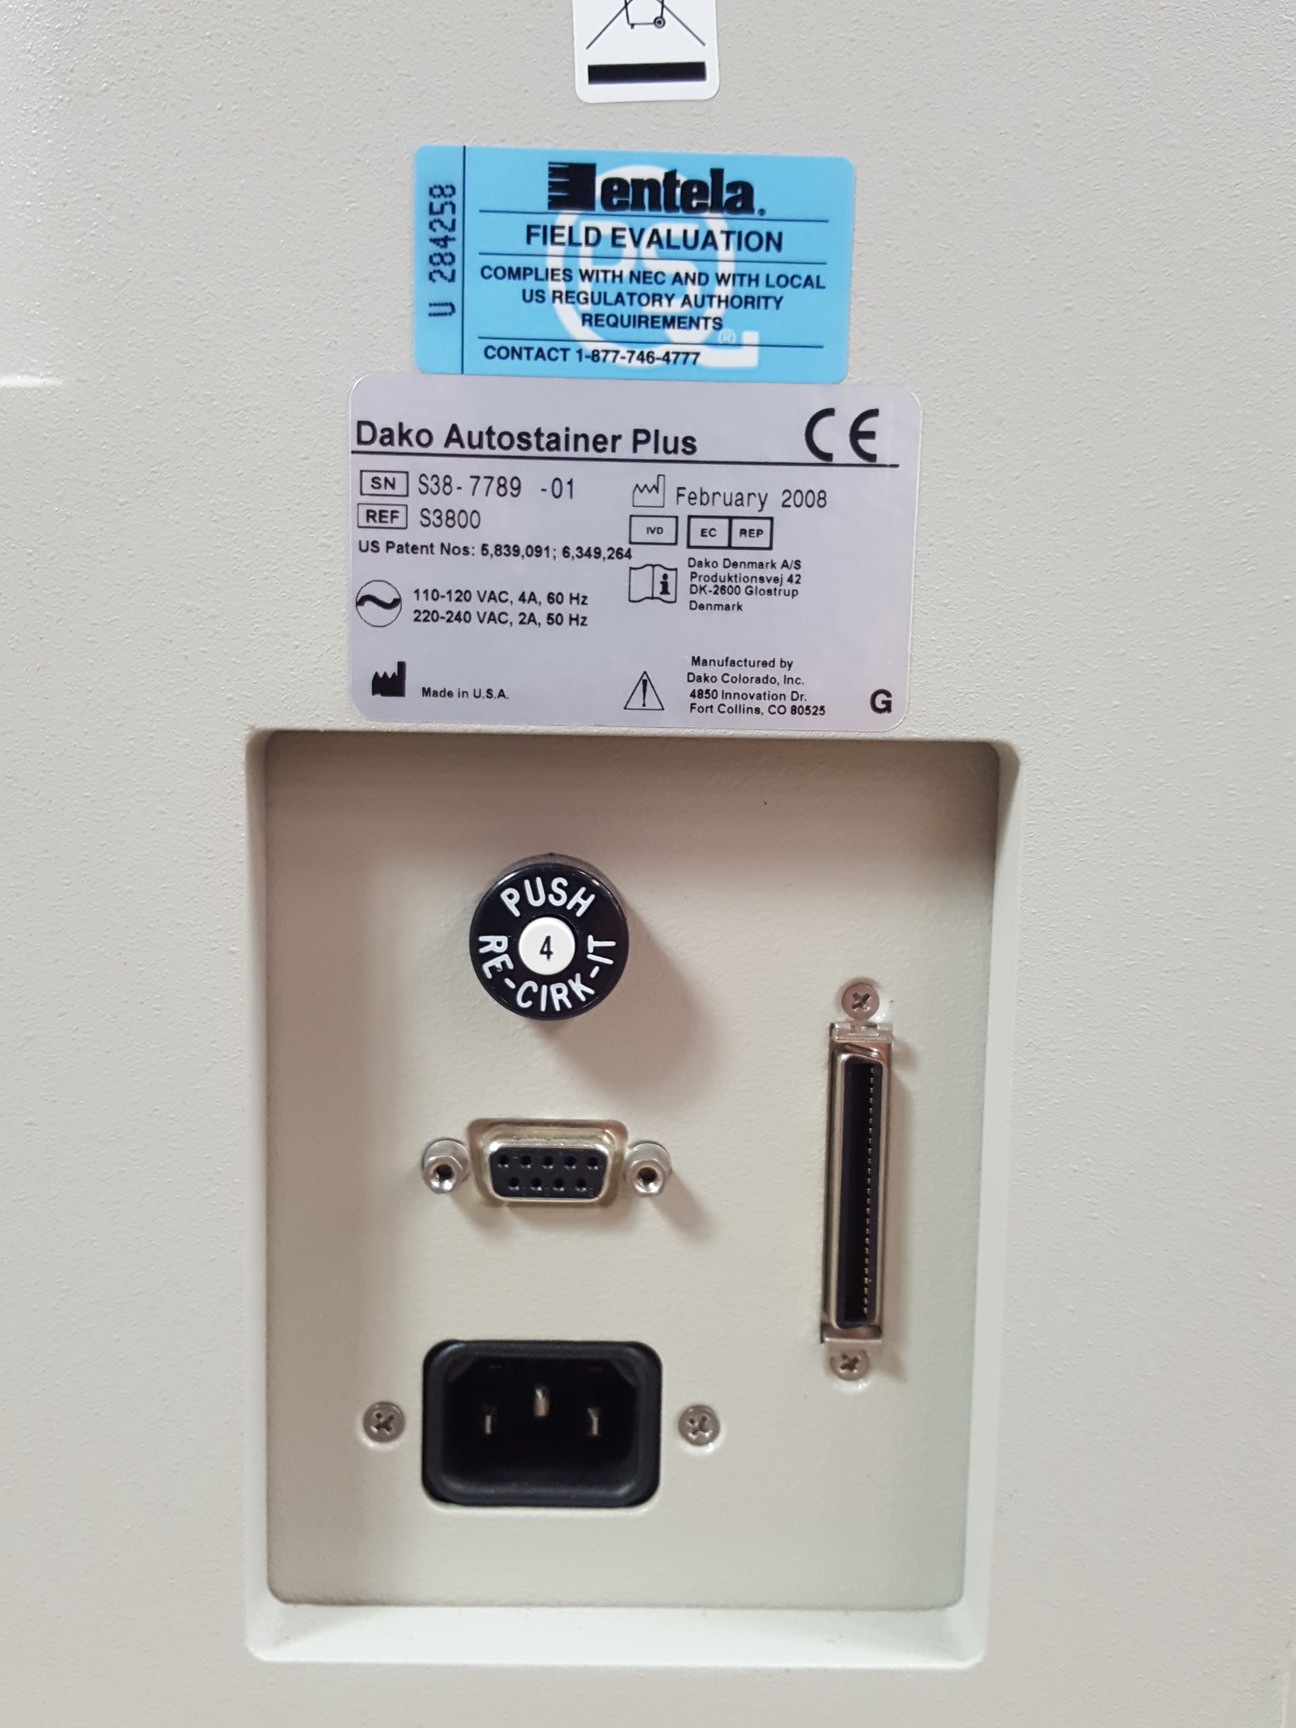 entela®
FIELD EVALUATION
COMPLIES WITH NEC AND WITH LOCAL
US REGULATORY AUTHORITY
REQUIREMENTS
CONTACT 1-877-746-4777
PS®
U 284258
Dako Autostainer Plus
CE
SN S38-7789 -01
February 2008
REF S3800
IVD EC REP
US Patent Nos: 5,839,091; 6,349,264
Dako Denmark A/S
Produktionsvej 42
DK-2600 Glostrup
Denmark
i
110-120 VAC, 4A, 60 Hz
220-240 VAC, 2A, 50 Hz
Made in U.S.A.
Manufactured by
Dako Colorado, Inc.
4850 Innovation Dr.
Fort Collins, CO 80525
G
PUSH
4
RE-CIRK-IT